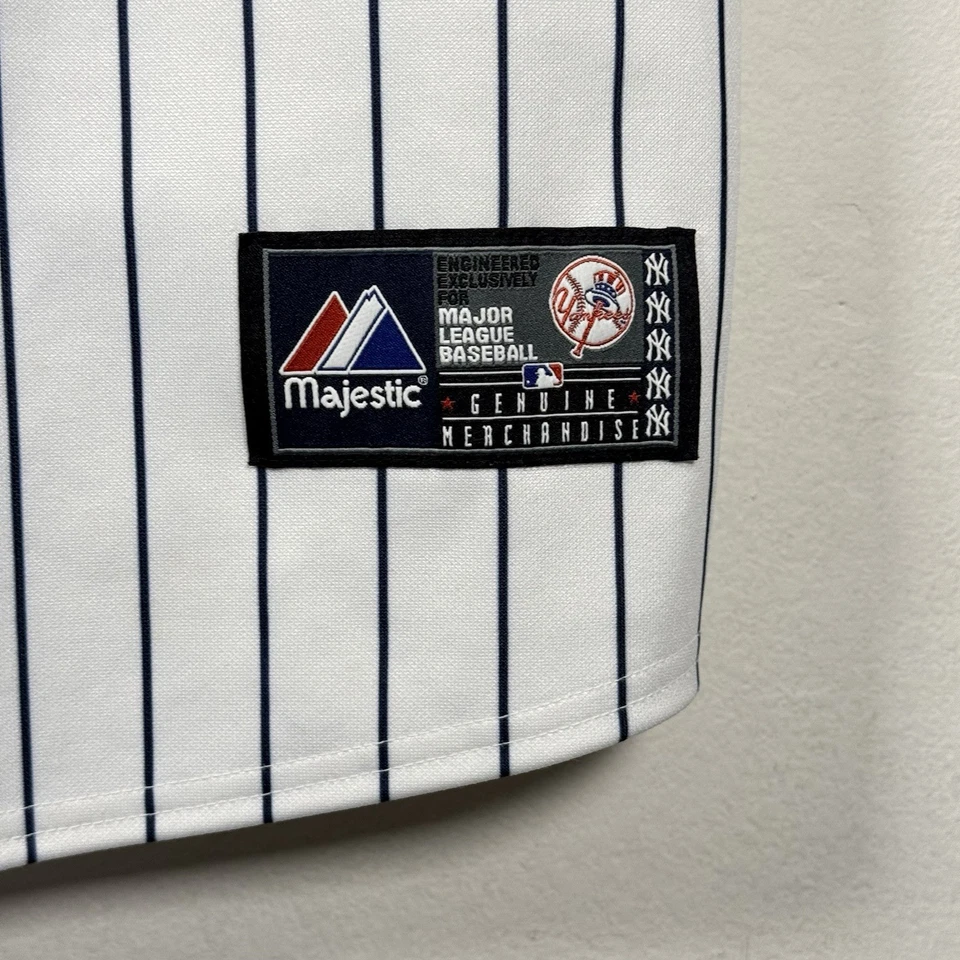 Majestic®
ENGINEERED
EXCLUSIVELY
FOR
MAJOR
LEAGUE
BASEBALL
GENUINE
MERCHANDISE
Yankees
NY
NY
NY
NY
NY